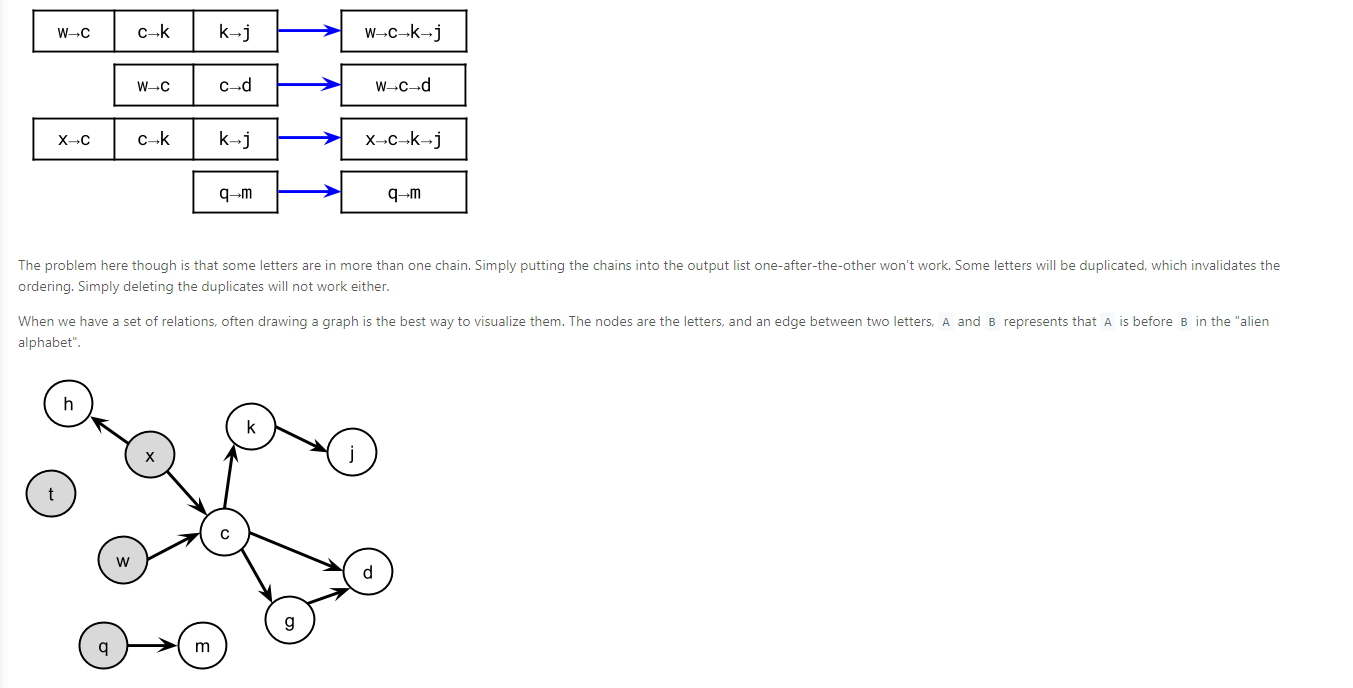 w→c c→k k→j w→c→k→j
w→c c→d w→c→d
x→c c→k k→j x→c→k→j
q→m q→m
The problem here though is that some letters are in more than one chain. Simply putting the chains into the output list one-after-the-other won't work. Some letters will be duplicated, which invalidates the
ordering. Simply deleting the duplicates will not work either.
When we have a set of relations, often drawing a graph is the best way to visualize them. The nodes are the letters, and an edge between two letters, A and B represents that A is before B in the "alien
alphabet".
h
k
x
j
t
c
w
d
g
q
m